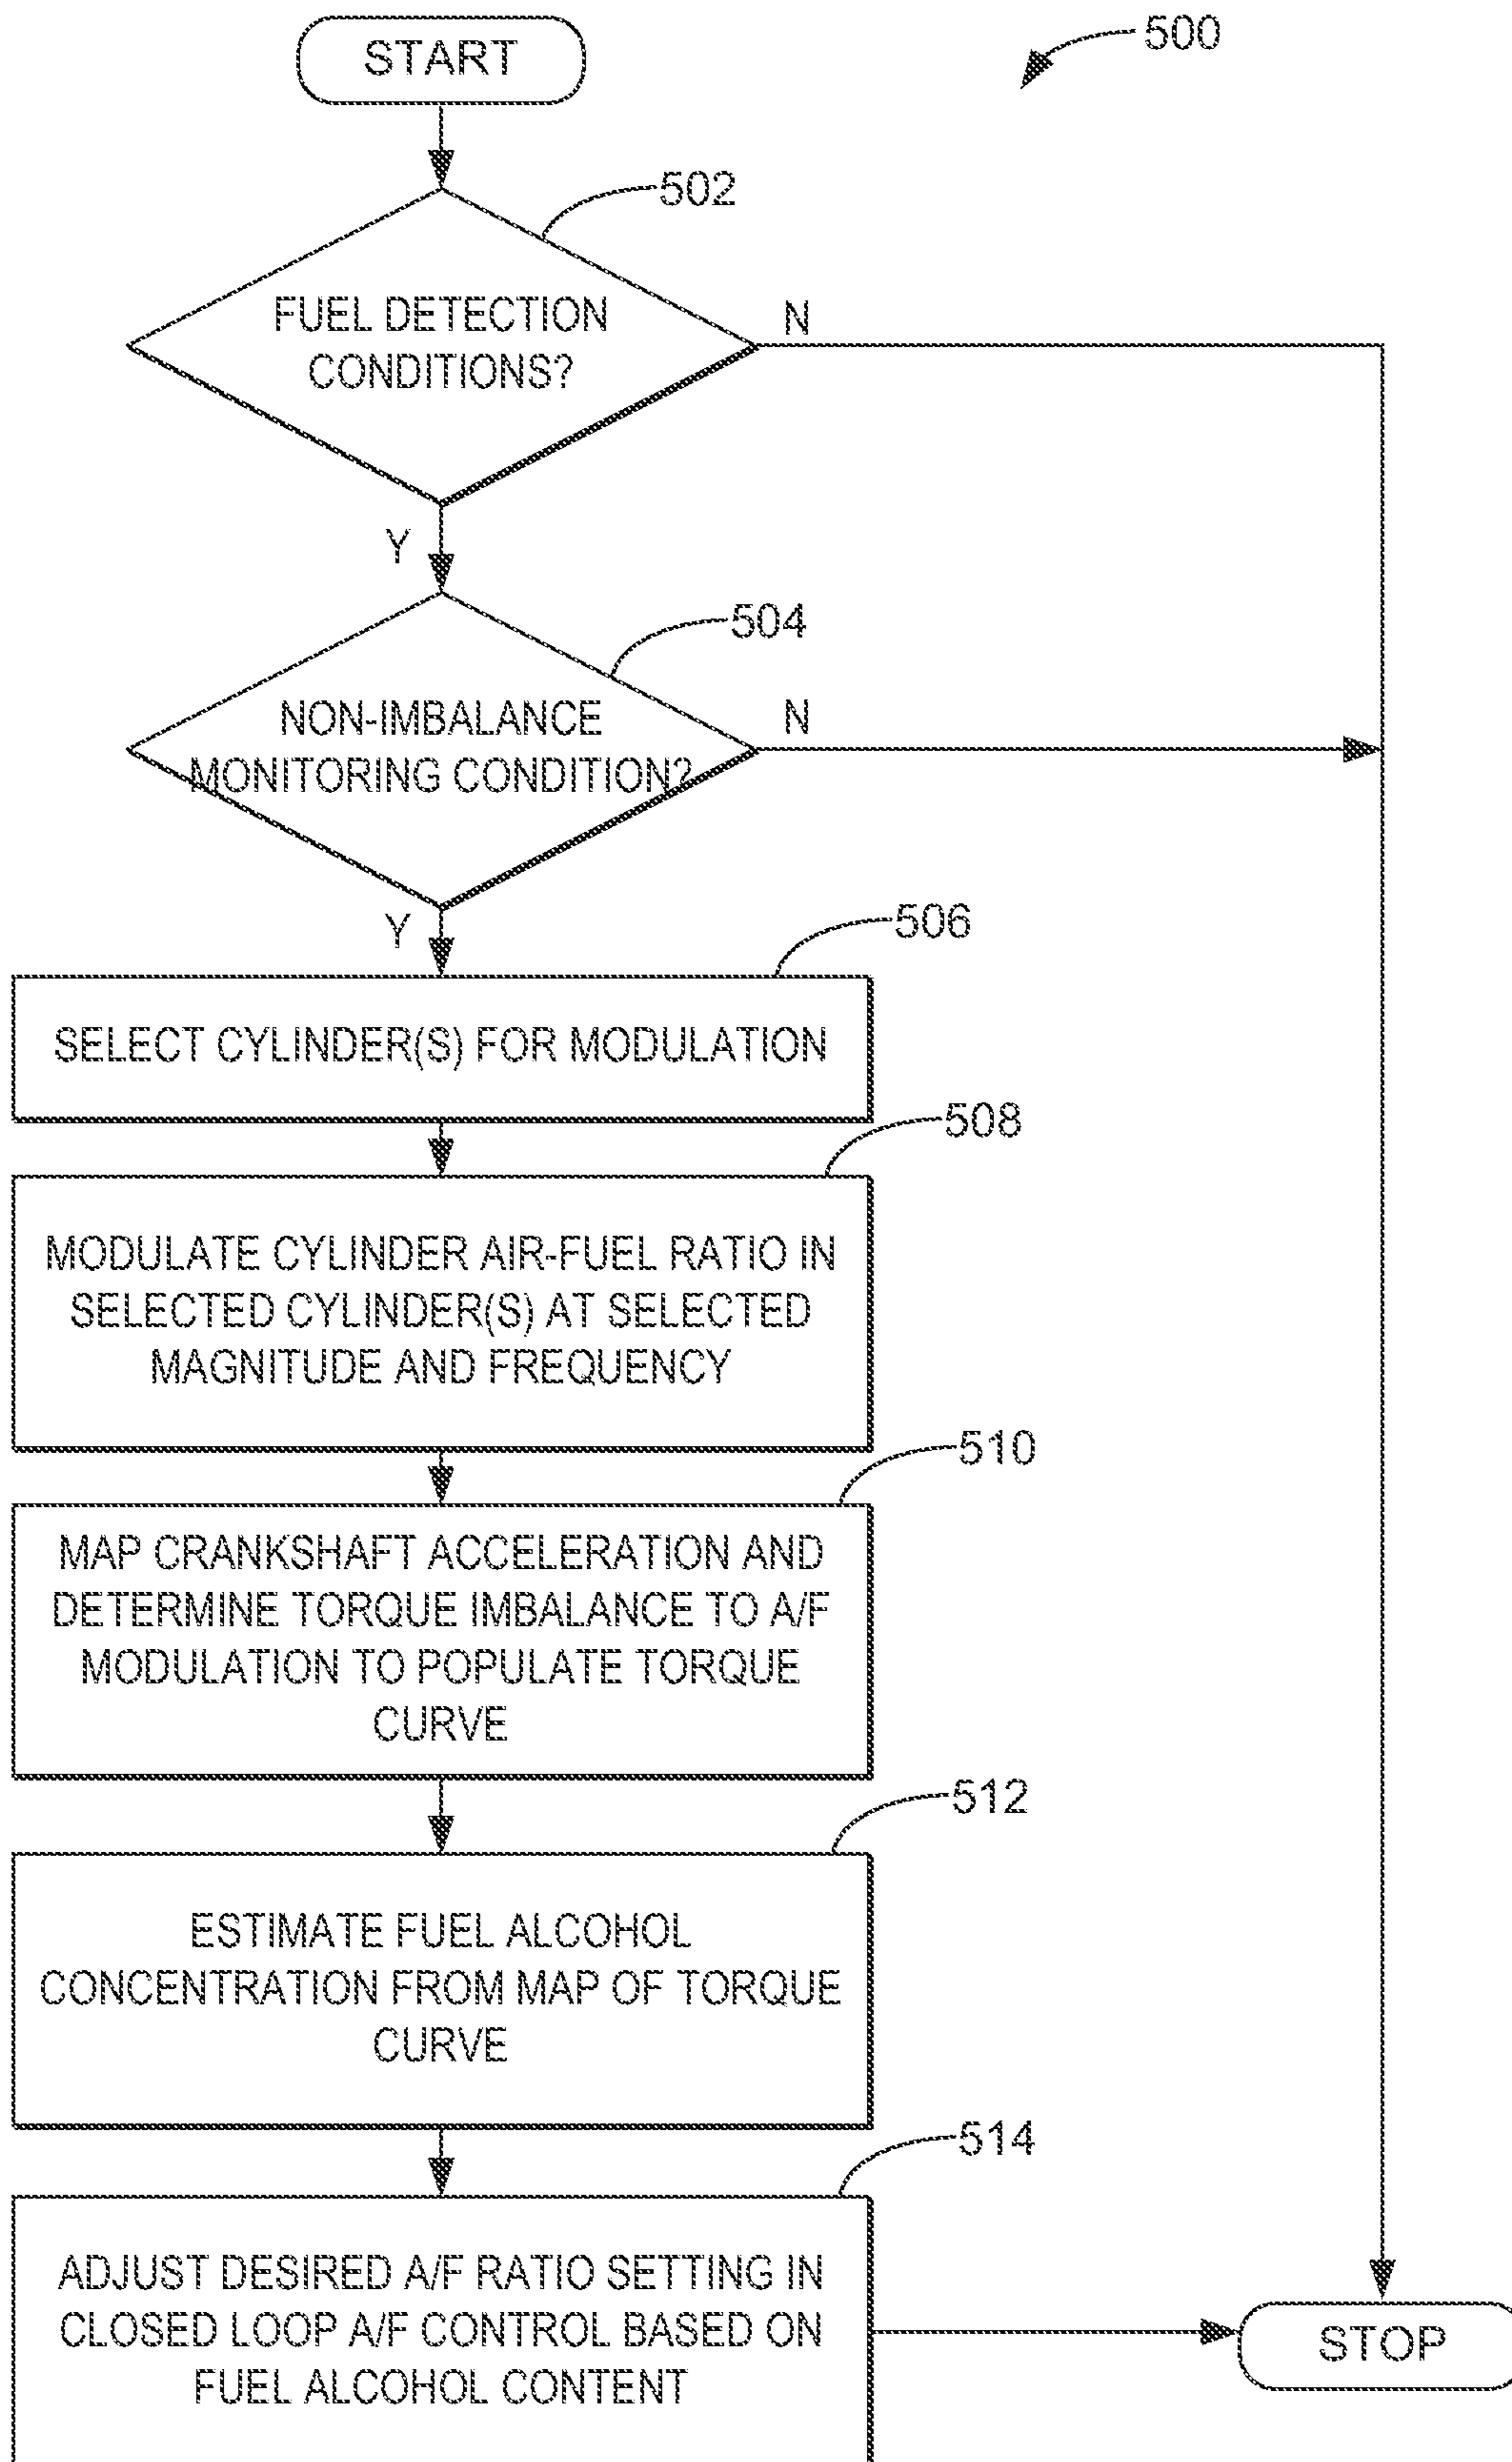 START
500
502
FUEL DETECTION
CONDITIONS?
N
Y
504
NON-IMBALANCE
MONITORING CONDITION?
N
Y
506
SELECT CYLINDER(S) FOR MODULATION
508
MODULATE CYLINDER AIR-FUEL RATIO IN
SELECTED CYLINDER(S) AT SELECTED
MAGNITUDE AND FREQUENCY
510
MAP CRANKSHAFT ACCELERATION AND
DETERMINE TORQUE IMBALANCE TO A/F
MODULATION TO POPULATE TORQUE
CURVE
512
ESTIMATE FUEL ALCOHOL
CONCENTRATION FROM MAP OF TORQUE
CURVE
514
ADJUST DESIRED A/F RATIO SETTING IN
CLOSED LOOP A/F CONTROL BASED ON
FUEL ALCOHOL CONTENT
STOP